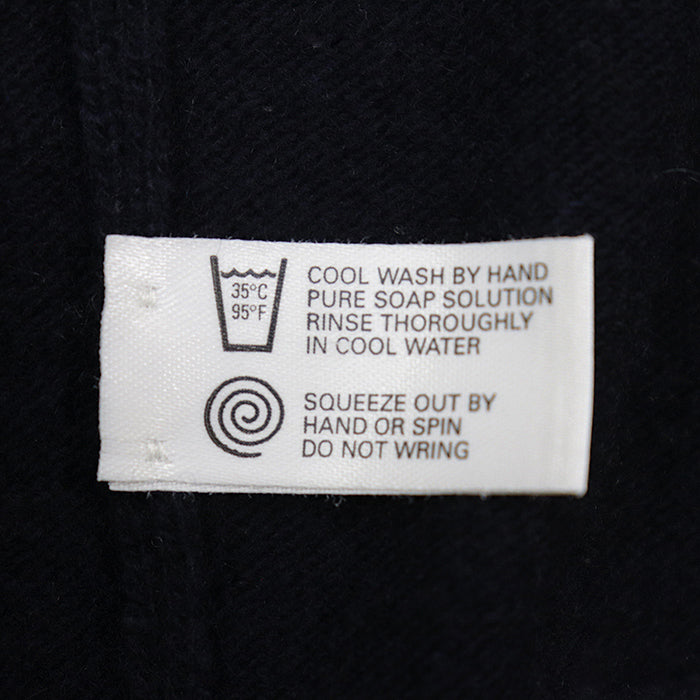 35°C
95°F
COOL WASH BY HAND
PURE SOAP SOLUTION
RINSE THOROUGHLY
IN COOL WATER
SQUEEZE OUT BY
HAND OR SPIN
DO NOT WRING